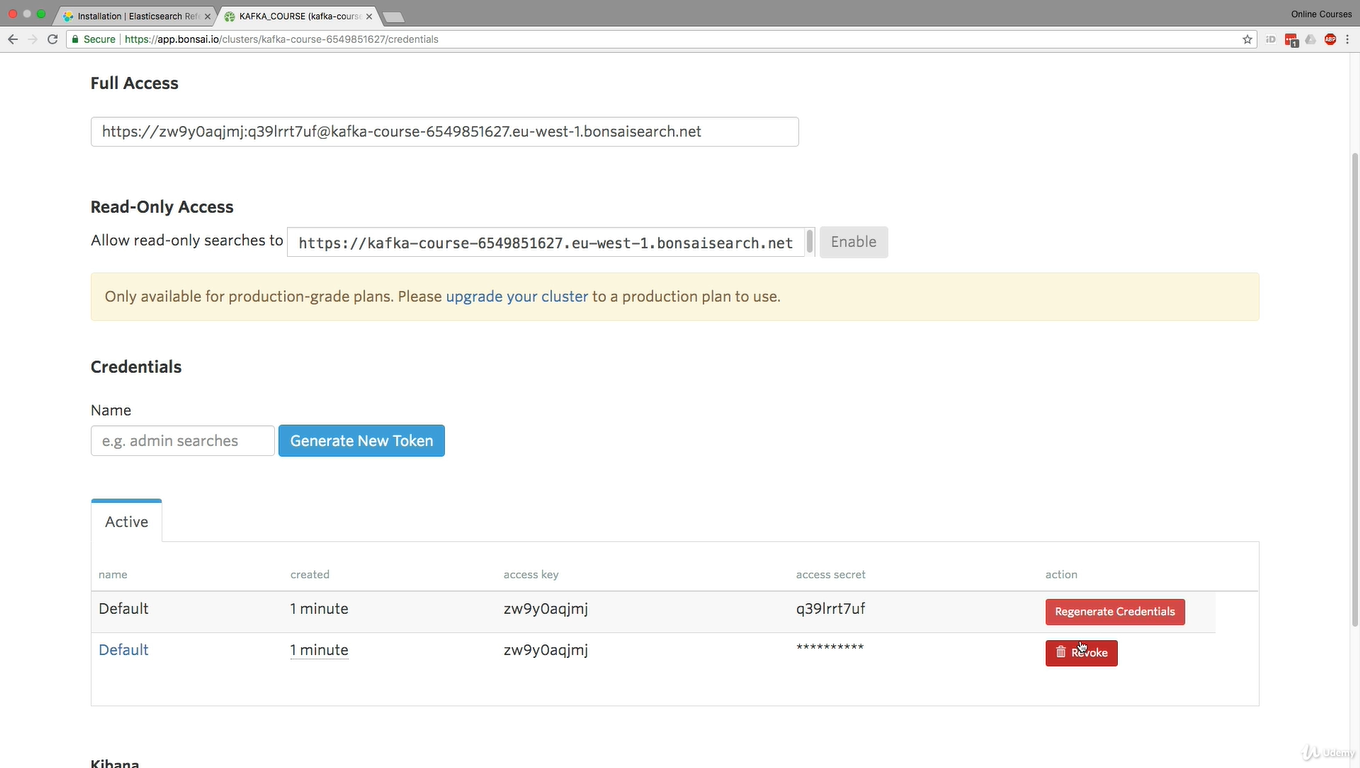 Installation | Elasticsearch Refe
KAFKA_COURSE (kafka-course
Online Courses
Secure https://app.bonsai.io/clusters/kafka-course-6549851627/credentials
iD
1
ABP
Full Access
https://zw9y0aqjmj:q39lrrt7uf@kafka-course-6549851627.eu-west-1.bonsaisearch.net
Read-Only Access
Allow read-only searches to https://kafka-course-6549851627.eu-west-1.bonsaisearch.net Enable
Only available for production-grade plans. Please upgrade your cluster to a production plan to use.
Credentials
Name
e.g. admin searches Generate New Token
Active
name created access key access secret action
Default 1 minute zw9y0aqjmj q39lrrt7uf Regenerate Credentials
Default 1 minute zw9y0aqjmj ********** Revoke
Kibana
Udemy